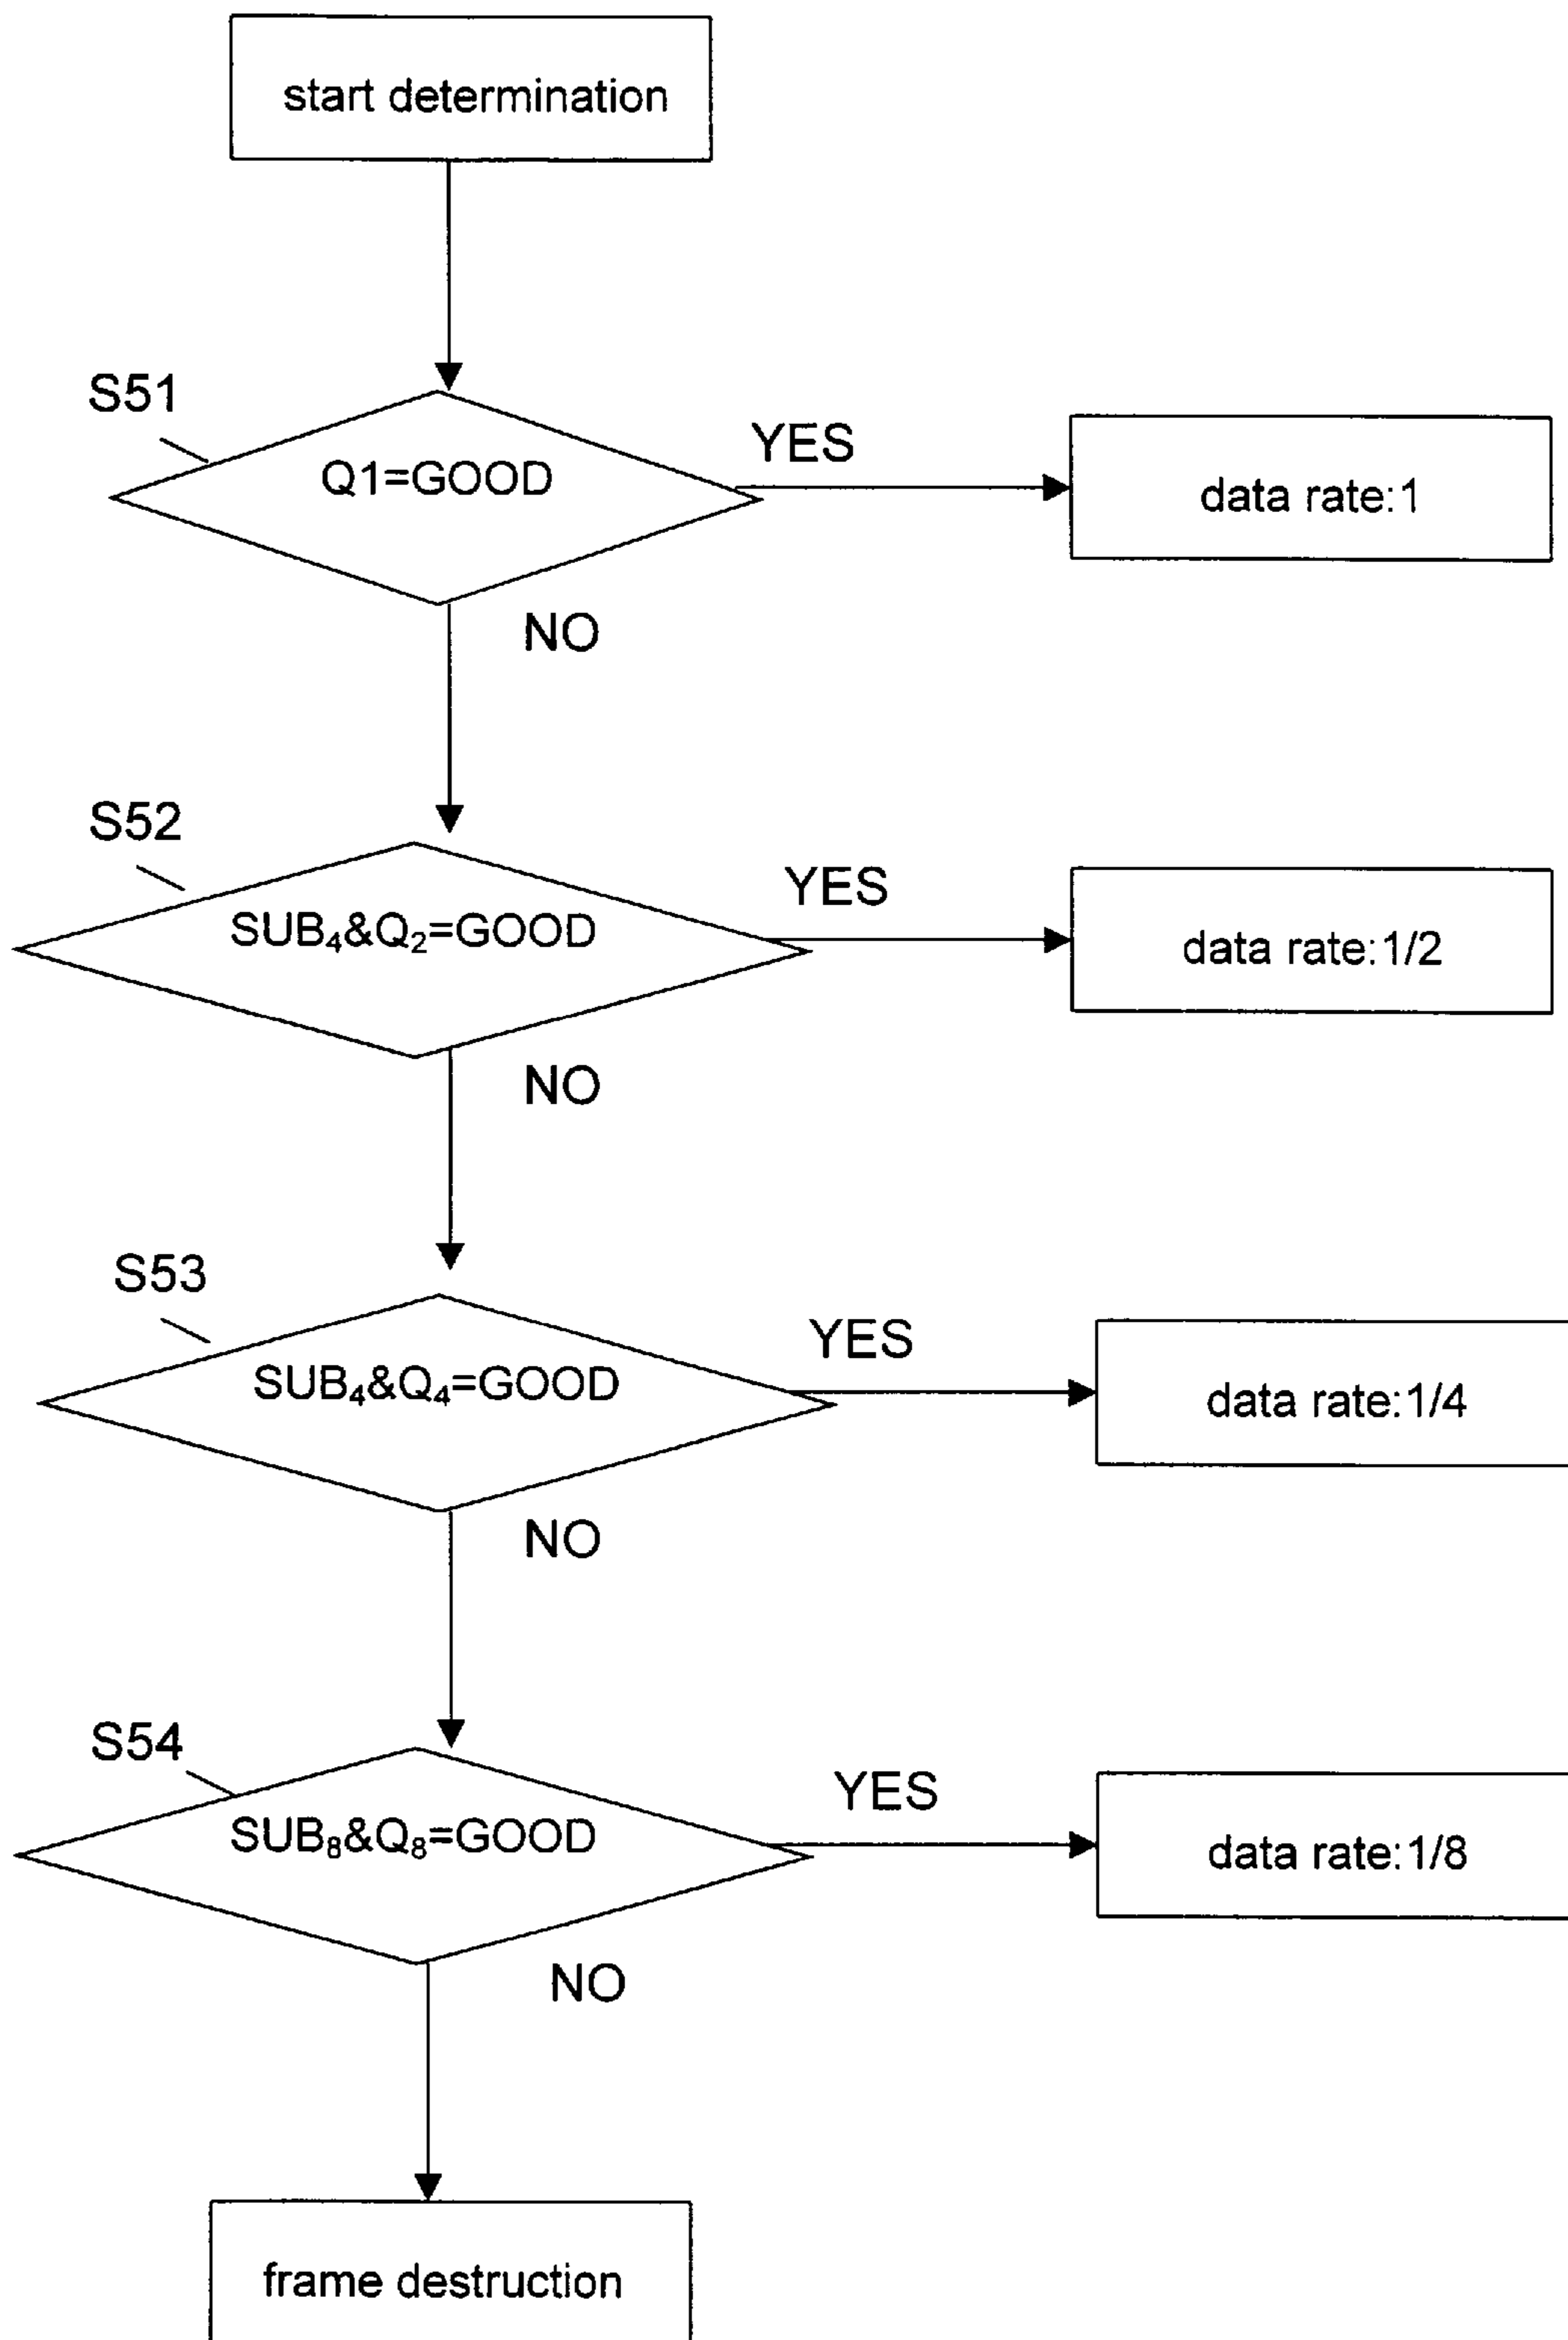 start determination
S51
Q1=GOOD
YES
data rate:1
NO
S52
SUB₄&Q₂=GOOD
YES
data rate:1/2
NO
S53
SUB₄&Q₄=GOOD
YES
data rate:1/4
NO
S54
SUB₈&Q₈=GOOD
YES
data rate:1/8
NO
frame destruction